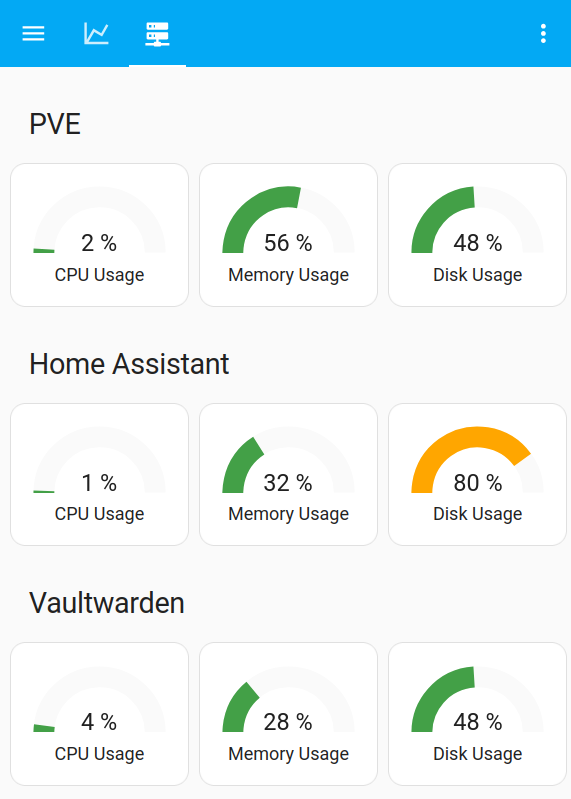 PVE
2 % 56 % 48 %
CPU Usage Memory Usage Disk Usage
Home Assistant
1 % 32 % 80 %
CPU Usage Memory Usage Disk Usage
Vaultwarden
4 % 28 % 48 %
CPU Usage Memory Usage Disk Usage